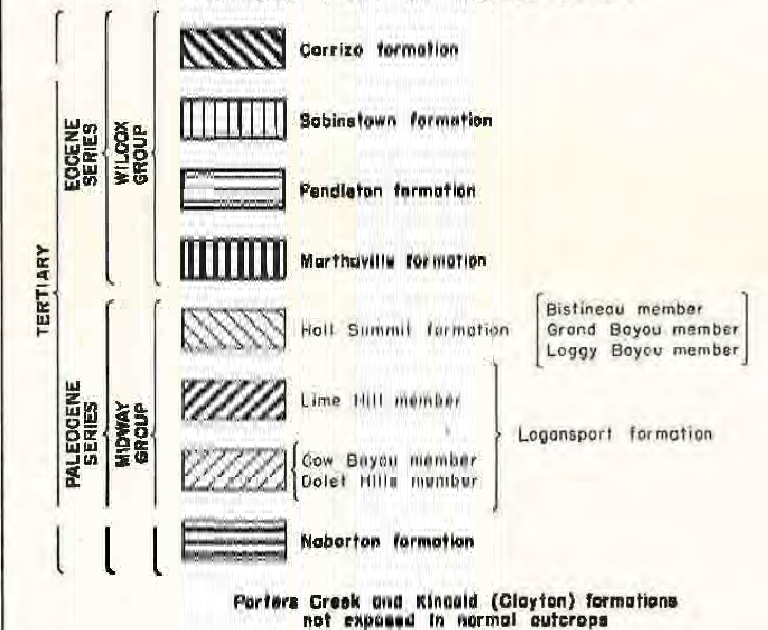 TERTIARY
EOCENE
SERIES
WILCOX
GROUP
PALEOCENE
SERIES
MIDWAY
GROUP
Carrizo formation
Sabinetown formation
Pendleton formation
Marthaville formation
Hall Summit formation
Bistineau member
Grand Bayou member
Loggy Bayou member
Lime Hill member
Cow Bayou member
Dolet Hills member
Logansport formation
Naborton formation
Porters Creek and Kincaid (Clayton) formations
not exposed in normal outcrops